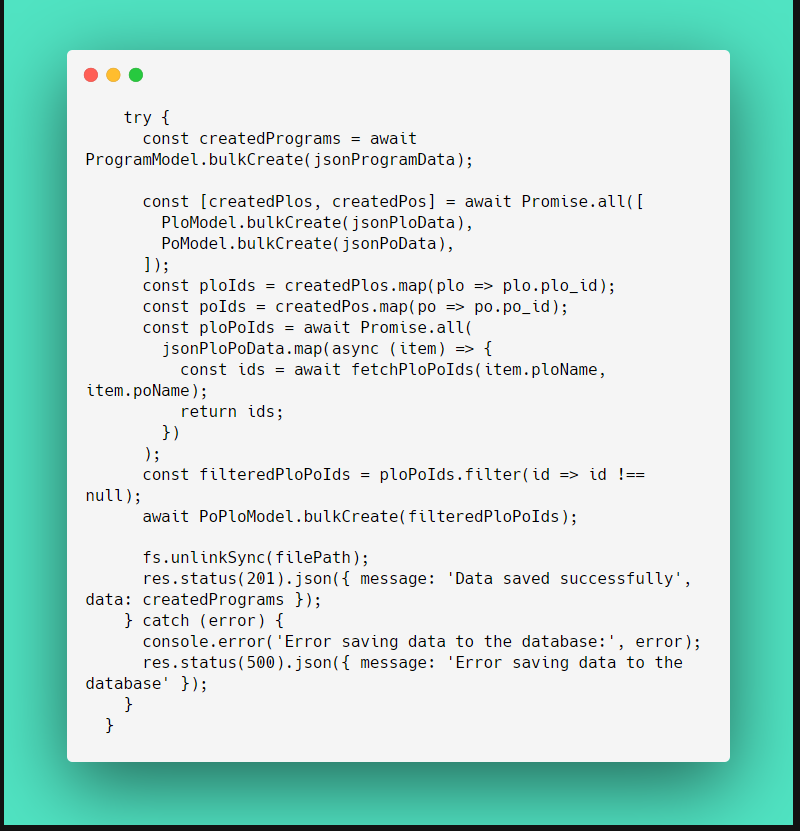 try {
const createdPrograms = await
ProgramModel.bulkCreate(jsonProgramData);
const [createdPlos, createdPos] = await Promise.all([
PloModel.bulkCreate(jsonPloData),
PoModel.bulkCreate(jsonPoData),
]);
const ploIds = createdPlos.map(plo => plo.plo_id);
const poIds = createdPos.map(po => po.po_id);
const ploPoIds = await Promise.all(
jsonPloPoData.map(async (item) => {
const ids = await fetchPloPoIds(item.ploName,
item.poName);
return ids;
})
);
const filteredPloPoIds = ploPoIds.filter(id => id !==
null);
await PoPloModel.bulkCreate(filteredPloPoIds);
fs.unlinkSync(filePath);
res.status(201).json({ message: 'Data saved successfully',
data: createdPrograms });
} catch (error) {
console.error('Error saving data to the database:', error);
res.status(500).json({ message: 'Error saving data to the
database' });
}
}